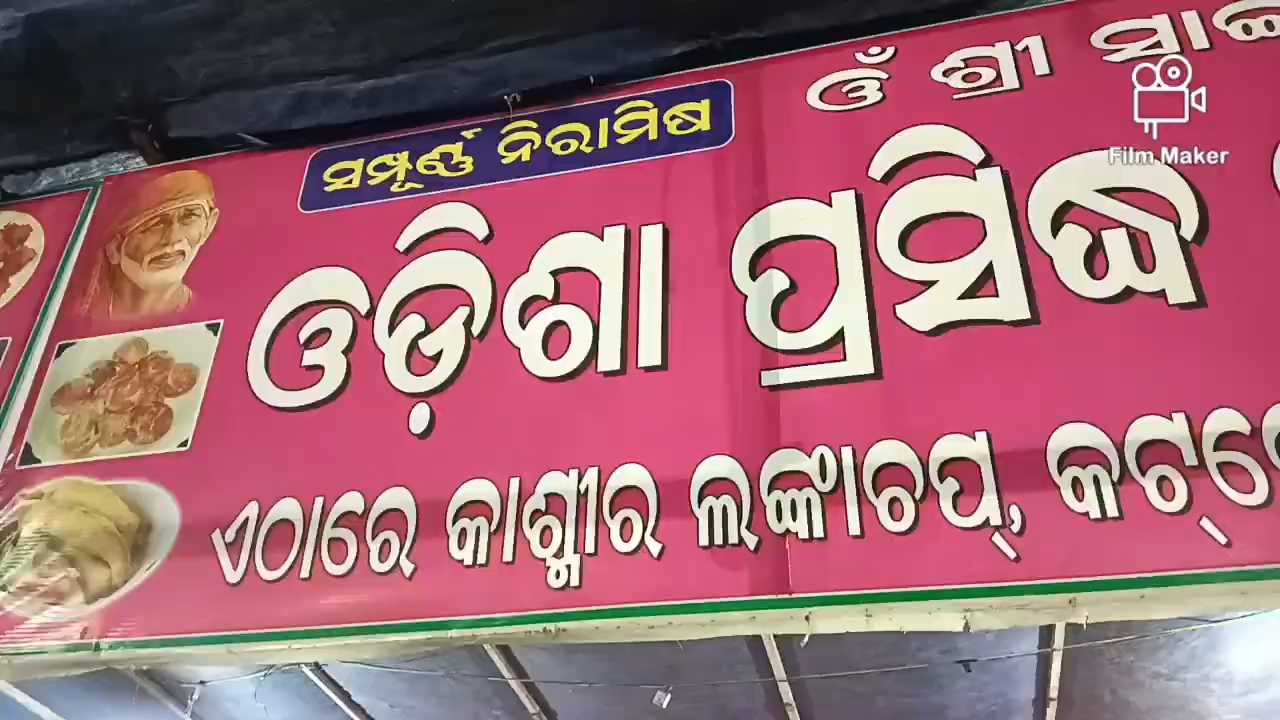 ଓଁ ଶ୍ରୀ ସାଇ
ସମ୍ପୂର୍ଣ୍ଣ ନିରାମିଷ
ଓଡ଼ିଶା ପ୍ରସିଦ୍ଧ
ଏଠାରେ କାଶ୍ମୀର ଲଙ୍କାଚପ୍, କଟ୍‌
Film Maker